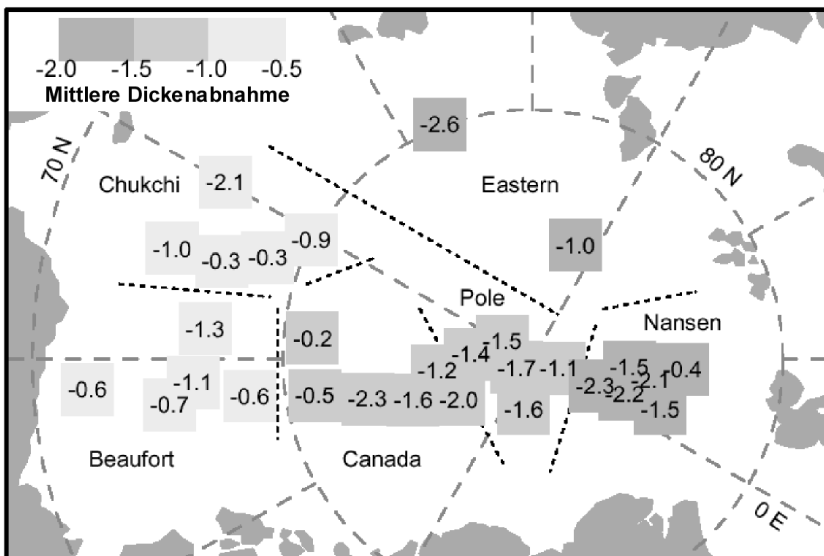 -2.0 -1.5 -1.0 -0.5
Mittlere Dickenabnahme
-2.6
70 N
80 N
Chukchi
-2.1
Eastern
-1.0
-0.3
-0.3
-0.9
-1.0
Pole
Nansen
-1.3
-0.2
-1.5
-1.4
-1.2
-1.7
-1.1
-1.5
-0.4
-0.6
-1.1
-0.7
-0.6
-0.5
-2.3
-1.6
-2.0
-1.6
-2.3
-2.2
-2.1
-1.5
Beaufort
Canada
0 E